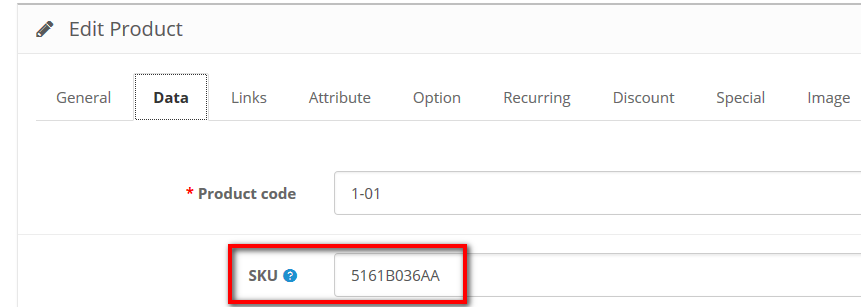 Edit Product
General Data Links Attribute Option Recurring Discount Special Image
* Product code 1-01
SKU ? 5161B036AA